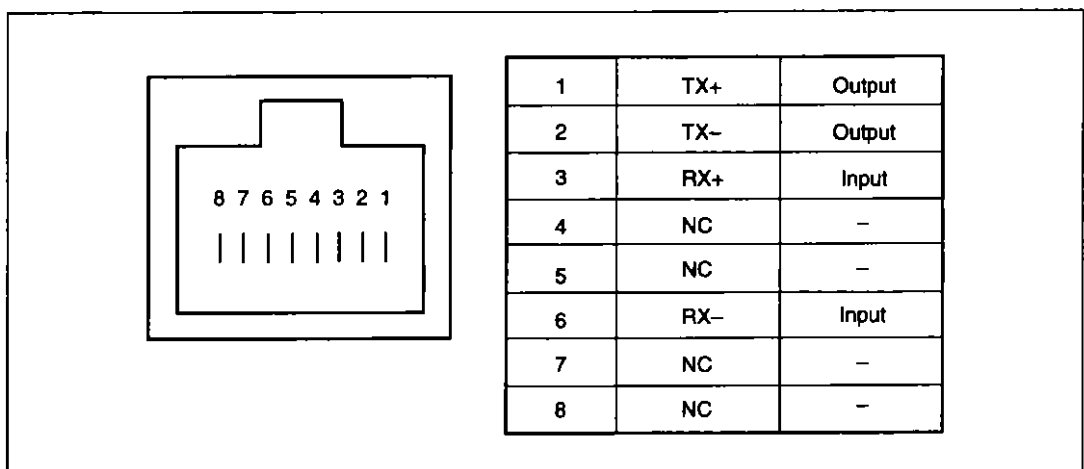 8 7 6 5 4 3 2 1
1 TX+ Output
2 TX– Output
3 RX+ Input
4 NC –
5 NC –
6 RX– Input
7 NC –
8 NC –